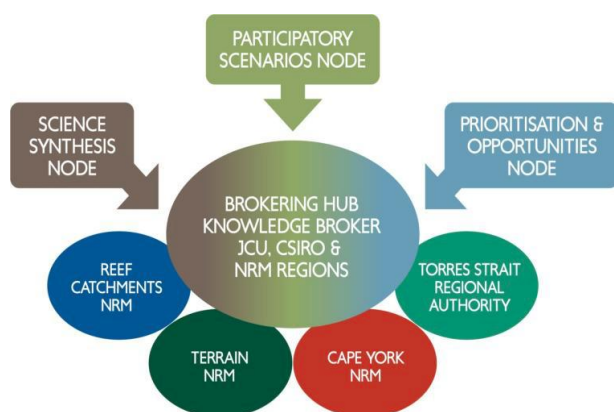 PARTICIPATORY
SCENARIOS NODE
SCIENCE
SYNTHESIS
NODE
PRIORITISATION &
OPPORTUNITIES
NODE
BROKERING HUB
KNOWLEDGE BROKER
JCU, CSIRO &
NRM REGIONS
REEF
CATCHMENTS
NRM
TERRAIN
NRM
CAPE YORK
NRM
TORRES STRAIT
REGIONAL
AUTHORITY